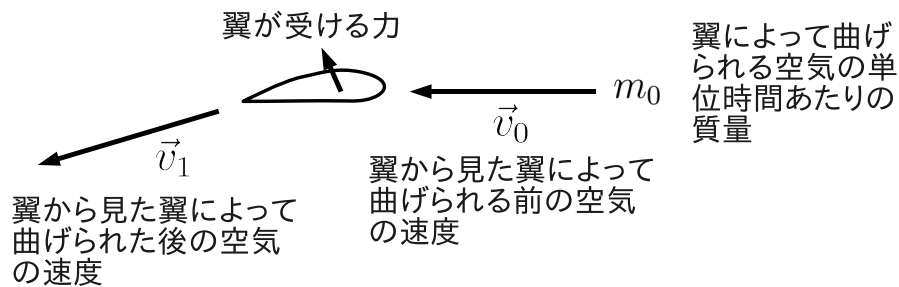 翼が受ける力
翼によって曲げ
られる空気の単
位時間あたりの
質量
m₀
v⃗₀
翼から見た翼によって
曲げられる前の空気
の速度
v⃗₁
翼から見た翼によって
曲げられた後の空気
の速度